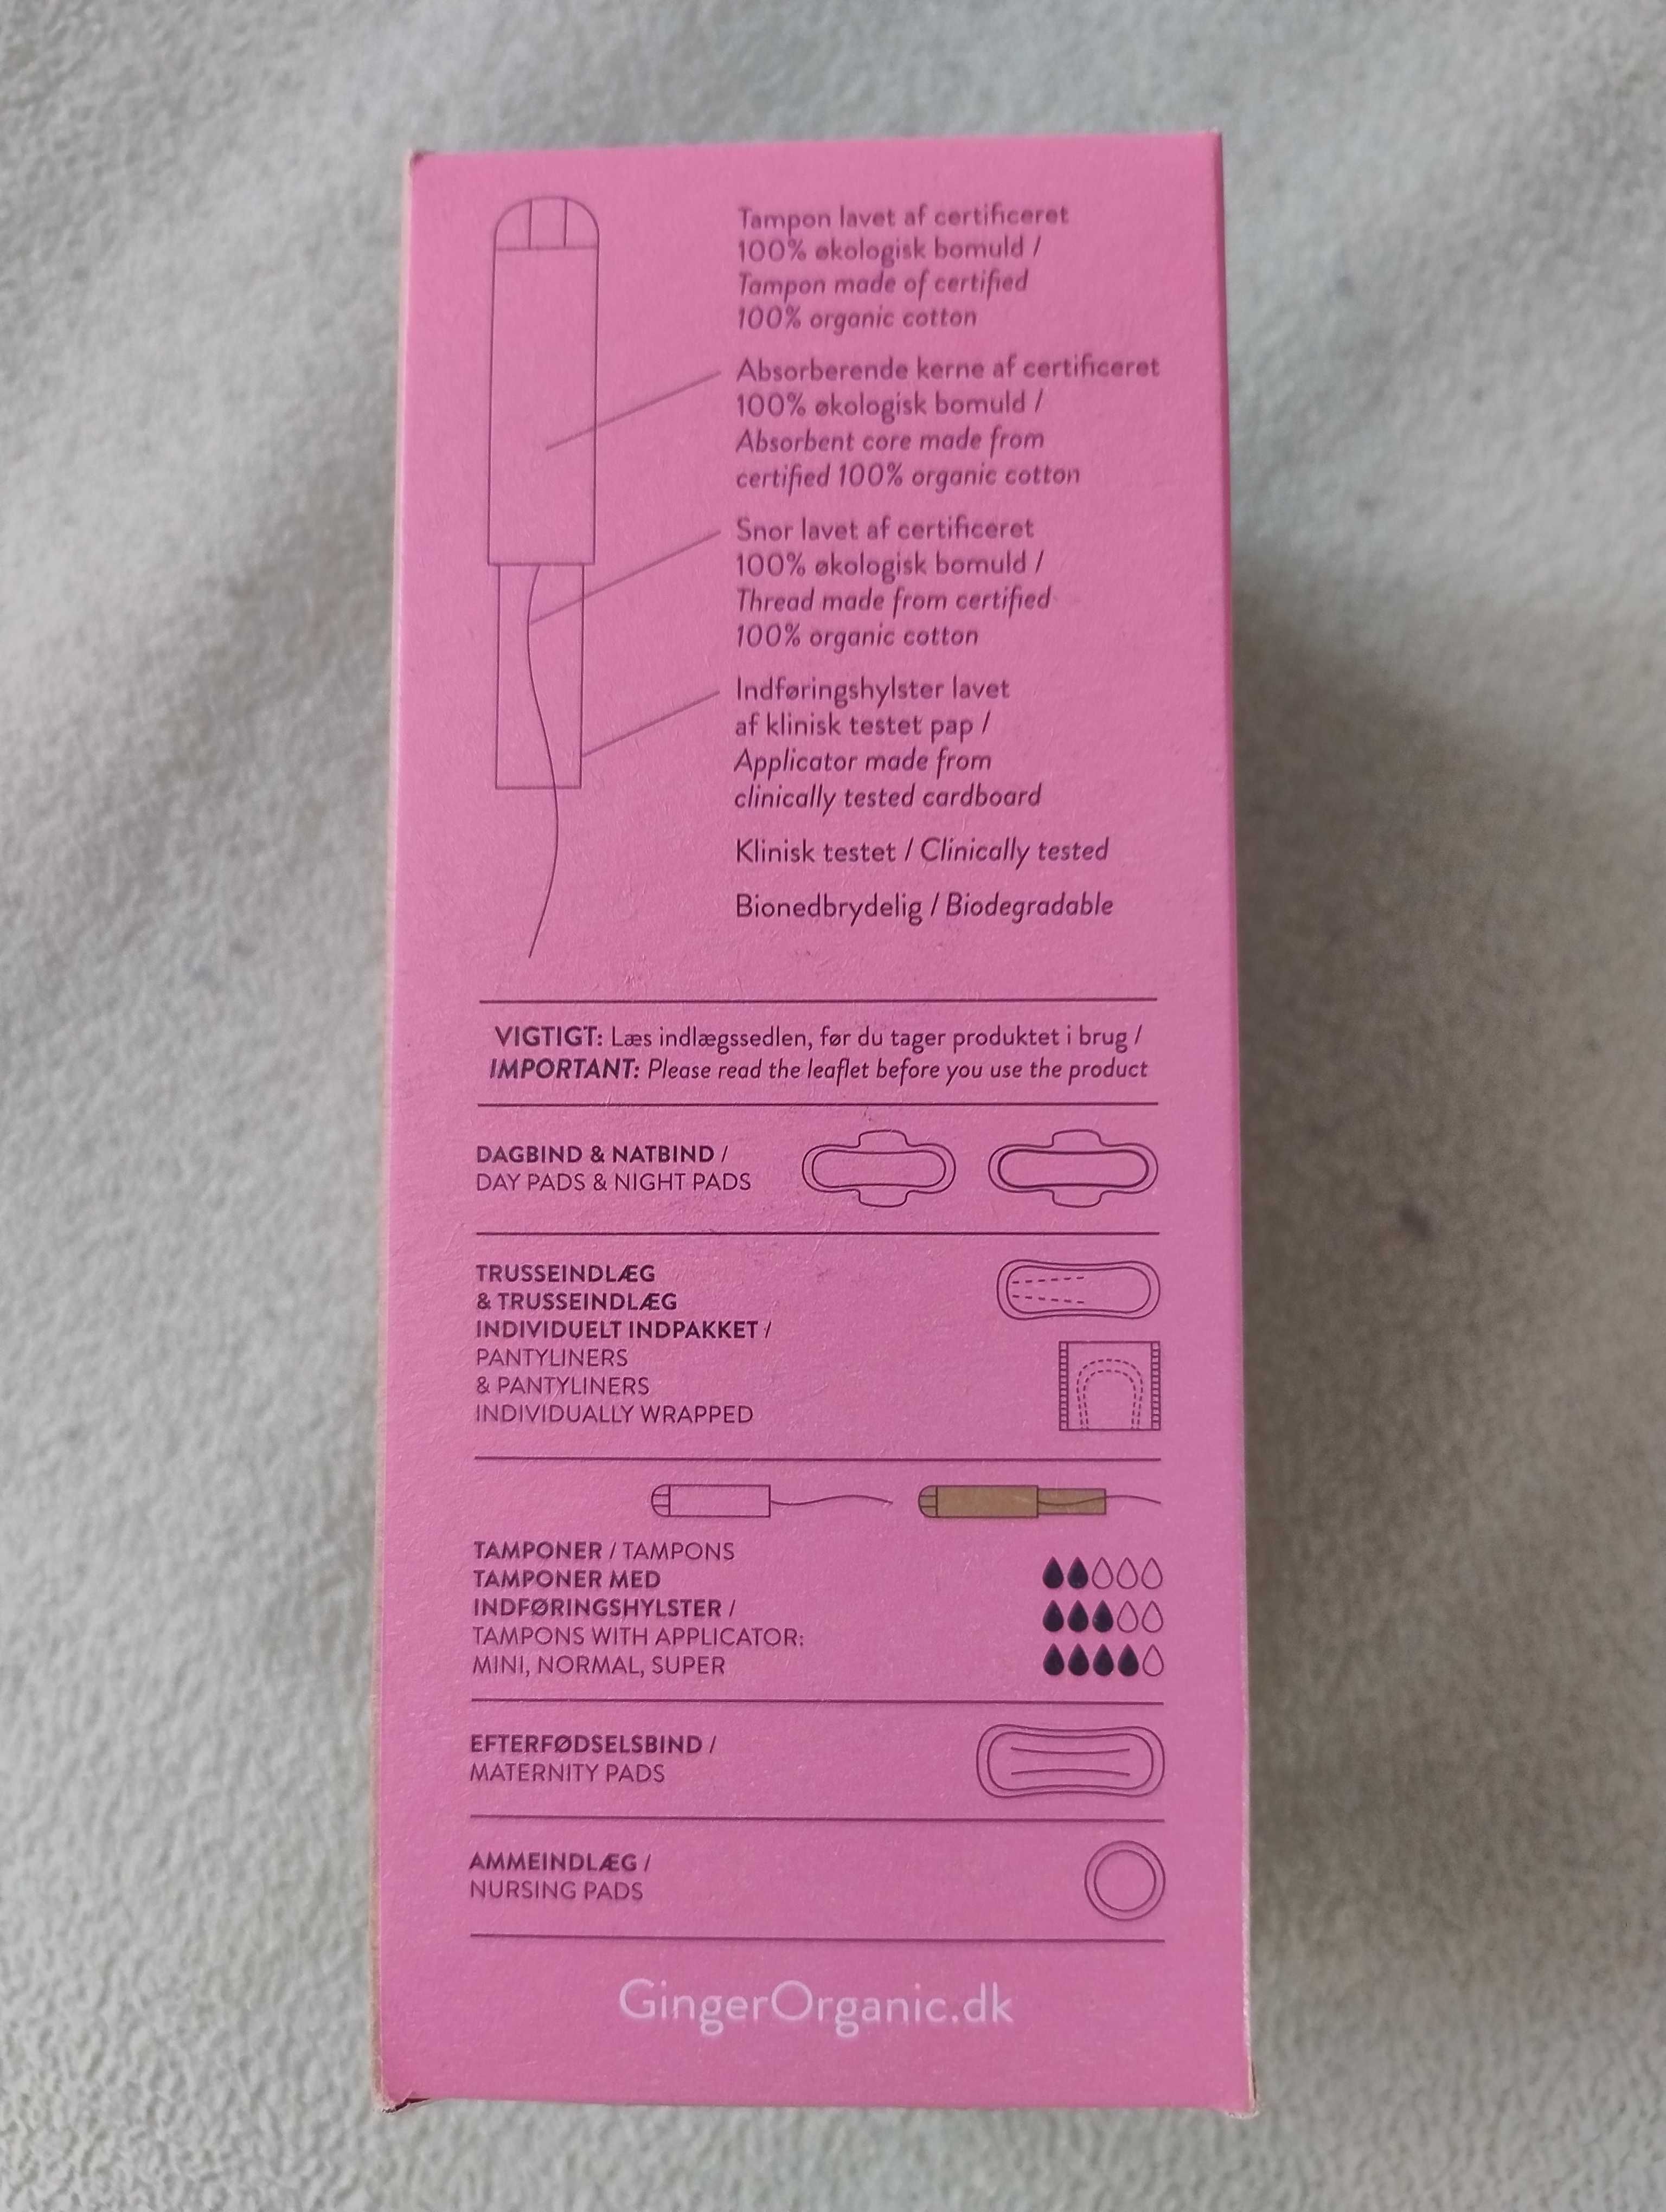 Tampon lavet af certificeret
100% økologisk bomuld /
Tampon made of certified
100% organic cotton
Absorberende kerne af certificeret
100% økologisk bomuld /
Absorbent core made from
certified 100% organic cotton
Snor lavet af certificeret
100% økologisk bomuld /
Thread made from certified
100% organic cotton
Indføringshylster lavet
af klinisk testet pap /
Applicator made from
clinically tested cardboard
Klinisk testet / Clinically tested
Bionedbrydelig / Biodegradable
VIGTIGT: Læs indlægssedlen, før du tager produktet i brug /
IMPORTANT: Please read the leaflet before you use the product
DAGBIND & NATBIND /
DAY PADS & NIGHT PADS
TRUSSEINDLÆG
& TRUSSEINDLÆG
INDIVIDUELT INDPAKKET /
PANTYLINERS
& PANTYLINERS
INDIVIDUALLY WRAPPED
TAMPONER / TAMPONS
TAMPONER MED
INDFØRINGSHYLSTER /
TAMPONS WITH APPLICATOR:
MINI, NORMAL, SUPER
EFTERFØDSELSBIND /
MATERNITY PADS
AMMEINDLÆG /
NURSING PADS
GingerOrganic.dk